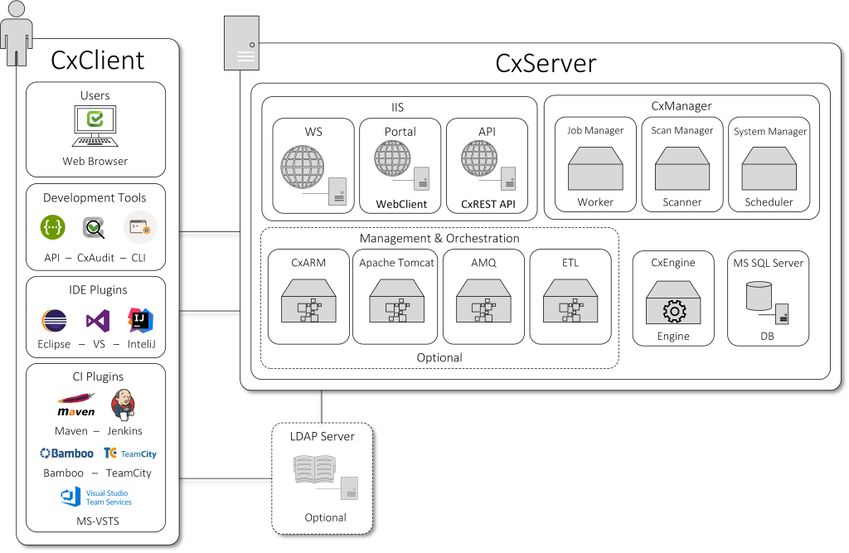 CxClient
Users
Web Browser
Development Tools
API – CxAudit – CLI
IDE Plugins
IJ
Eclipse – VS – InteliJ
CI Plugins
maven
Maven – Jenkins
Bamboo
TC TeamCity
Bamboo – TeamCity
Visual Studio
Team Services
MS-VSTS
CxServer
IIS
WS
Portal
WebClient
API
CxREST API
CxManager
Job Manager
Worker
Scan Manager
Scanner
System Manager
Scheduler
Management & Orchestration
CxARM
Apache Tomcat
AMQ
ETL
Optional
CxEngine
Engine
MS SQL Server
DB
LDAP Server
Optional